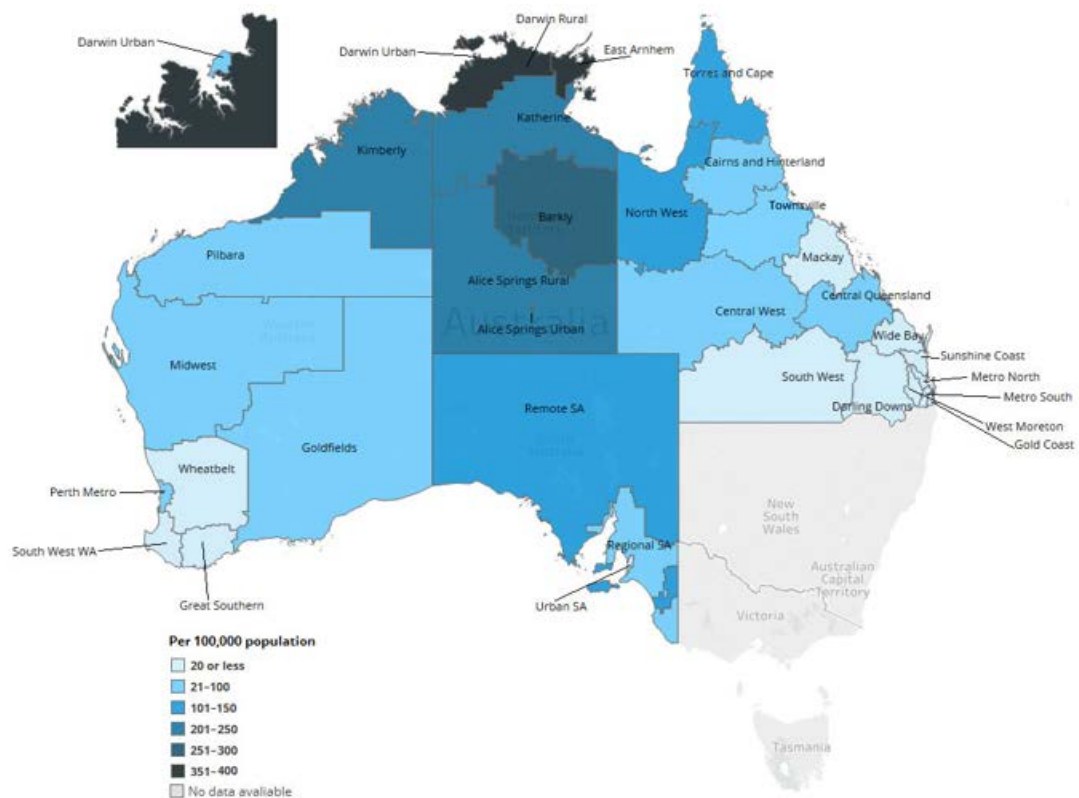 Darwin Rural
Darwin Urban
Darwin Urban
East Arnhem
Torres and Cape
Katherine
Kimberly
Cairns and Hinterland
Townsville
North West
Barkly
Pilbara
Mackay
Alice Springs Rural
Central Queensland
Central West
Australia
Alice Springs Urban
Wide Bay
Sunshine Coast
Midwest
South West
Metro North
Metro South
Remote SA
Darling Downs
West Moreton
Gold Coast
Goldfields
Wheatbelt
Perth Metro
New
South
Wales
South West WA
Regional SA
Australian
Capital
Territory
Great Southern
Urban SA
Victoria
Per 100,000 population
20 or less
21–100
101–150
201–250
251–300
351–400
No data avaliable
Tasmania